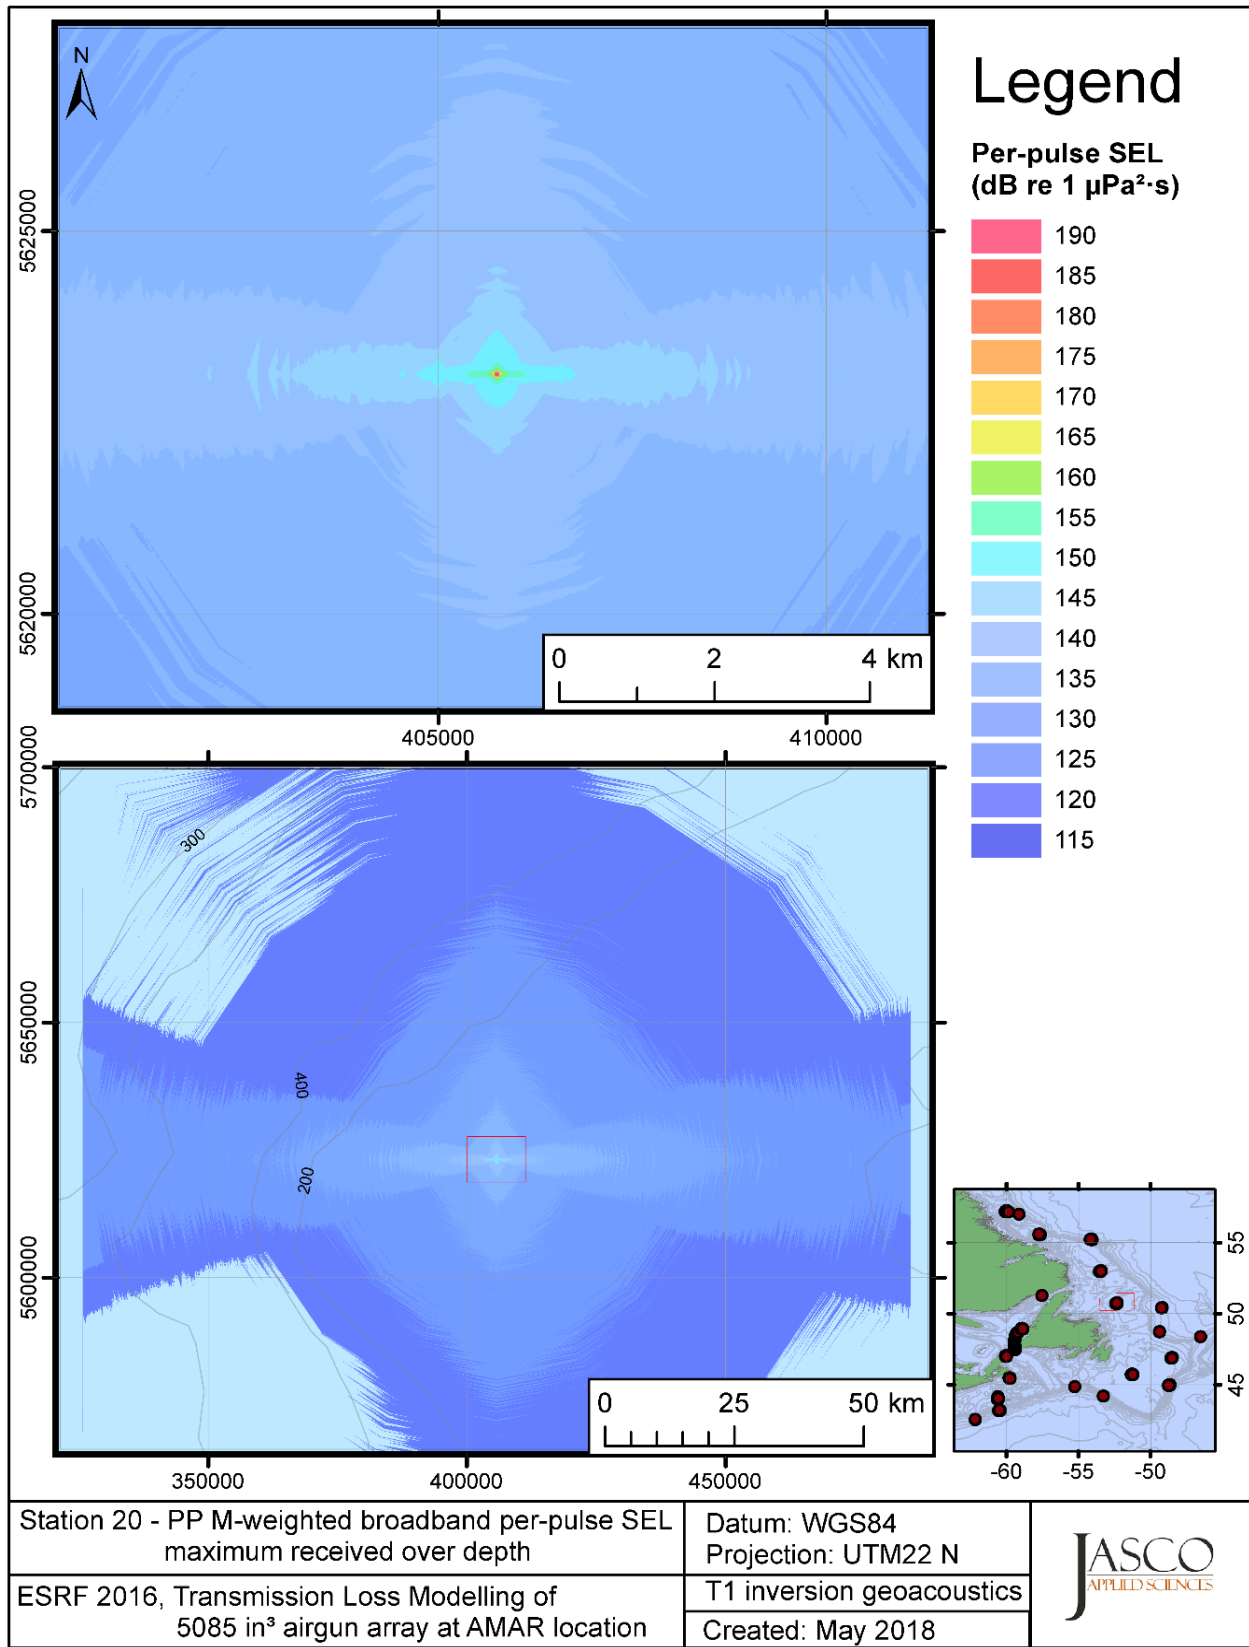 N
5625000
5620000
0 2 4 km
405000 410000
Legend
Per-pulse SEL
(dB re 1 µPa²·s)
190
185
180
175
170
165
160
155
150
145
140
135
130
125
120
115
5700000
5650000
5600000
300
400
200
0 25 50 km
350000 400000 450000
55
50
45
-60 -55 -50
Station 20 - PP M-weighted broadband per-pulse SEL
maximum received over depth
ESRF 2016, Transmission Loss Modelling of
5085 in³ airgun array at AMAR location
Datum: WGS84
Projection: UTM22 N
T1 inversion geoacoustics
Created: May 2018
JASCO
APPLIED SCIENCES